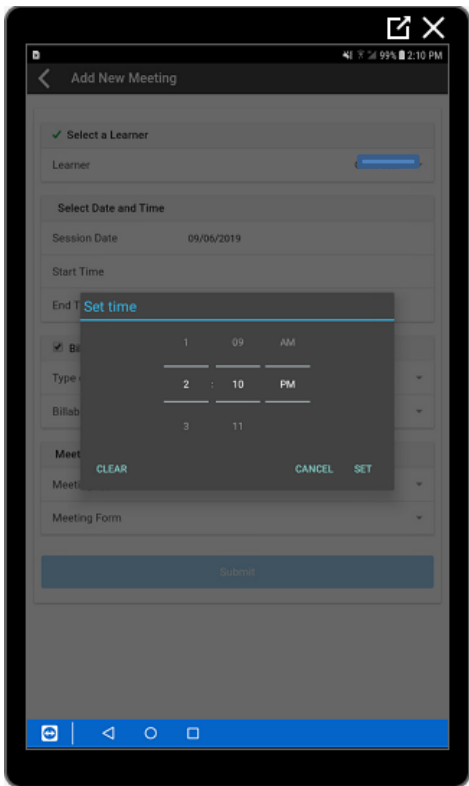 99% 2:10 PM
Add New Meeting
Select a Learner
Learner
Select Date and Time
Session Date 09/06/2019
Start Time
End T
Set time
1 09 AM
2 : 10 PM
3 11
CLEAR CANCEL SET
Bil
Type
Billab
Meet
Meeti
Meeting Form
Submit